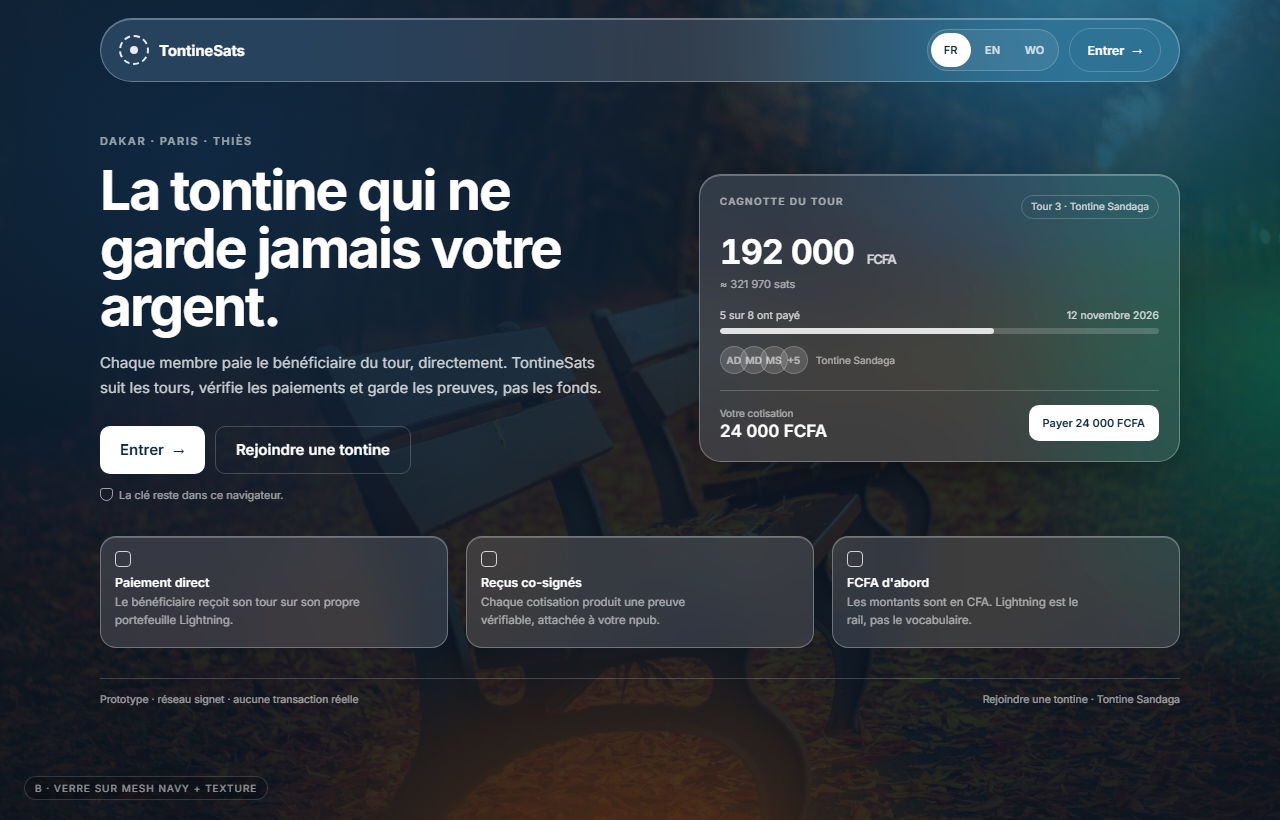 TontineSats
FR EN WO
Entrer →
DAKAR · PARIS · THIÈS
La tontine qui ne
garde jamais votre
argent.
Chaque membre paie le bénéficiaire du tour, directement. TontineSats
suit les tours, vérifie les paiements et garde les preuves, pas les fonds.
Entrer →
Rejoindre une tontine
La clé reste dans ce navigateur.
CAGNOTTE DU TOUR
Tour 3 · Tontine Sandaga
192 000 FCFA
≈ 321 970 sats
5 sur 8 ont payé
12 novembre 2026
AD MD MS +5 Tontine Sandaga
Votre cotisation
24 000 FCFA
Payer 24 000 FCFA
Paiement direct
Le bénéficiaire reçoit son tour sur son propre
portefeuille Lightning.
Reçus co-signés
Chaque cotisation produit une preuve
vérifiable, attachée à votre npub.
FCFA d'abord
Les montants sont en CFA. Lightning est le
rail, pas le vocabulaire.
Prototype · réseau signet · aucune transaction réelle
Rejoindre une tontine · Tontine Sandaga
B · VERRE SUR MESH NAVY + TEXTURE